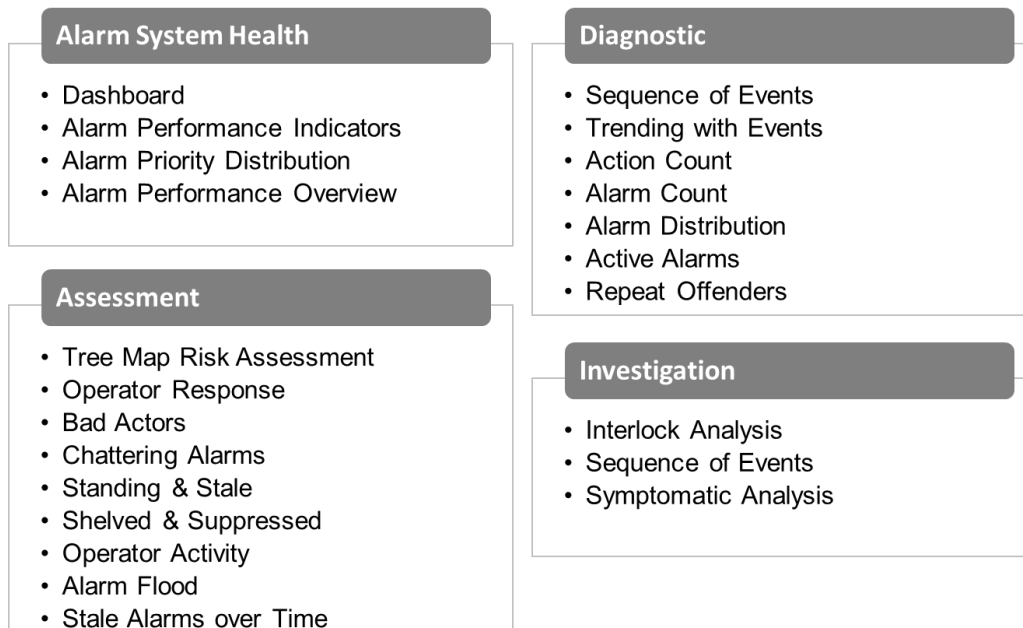 Alarm System Health
• Dashboard
• Alarm Performance Indicators
• Alarm Priority Distribution
• Alarm Performance Overview
Assessment
• Tree Map Risk Assessment
• Operator Response
• Bad Actors
• Chattering Alarms
• Standing & Stale
• Shelved & Suppressed
• Operator Activity
• Alarm Flood
• Stale Alarms over Time
Diagnostic
• Sequence of Events
• Trending with Events
• Action Count
• Alarm Count
• Alarm Distribution
• Active Alarms
• Repeat Offenders
Investigation
• Interlock Analysis
• Sequence of Events
• Symptomatic Analysis